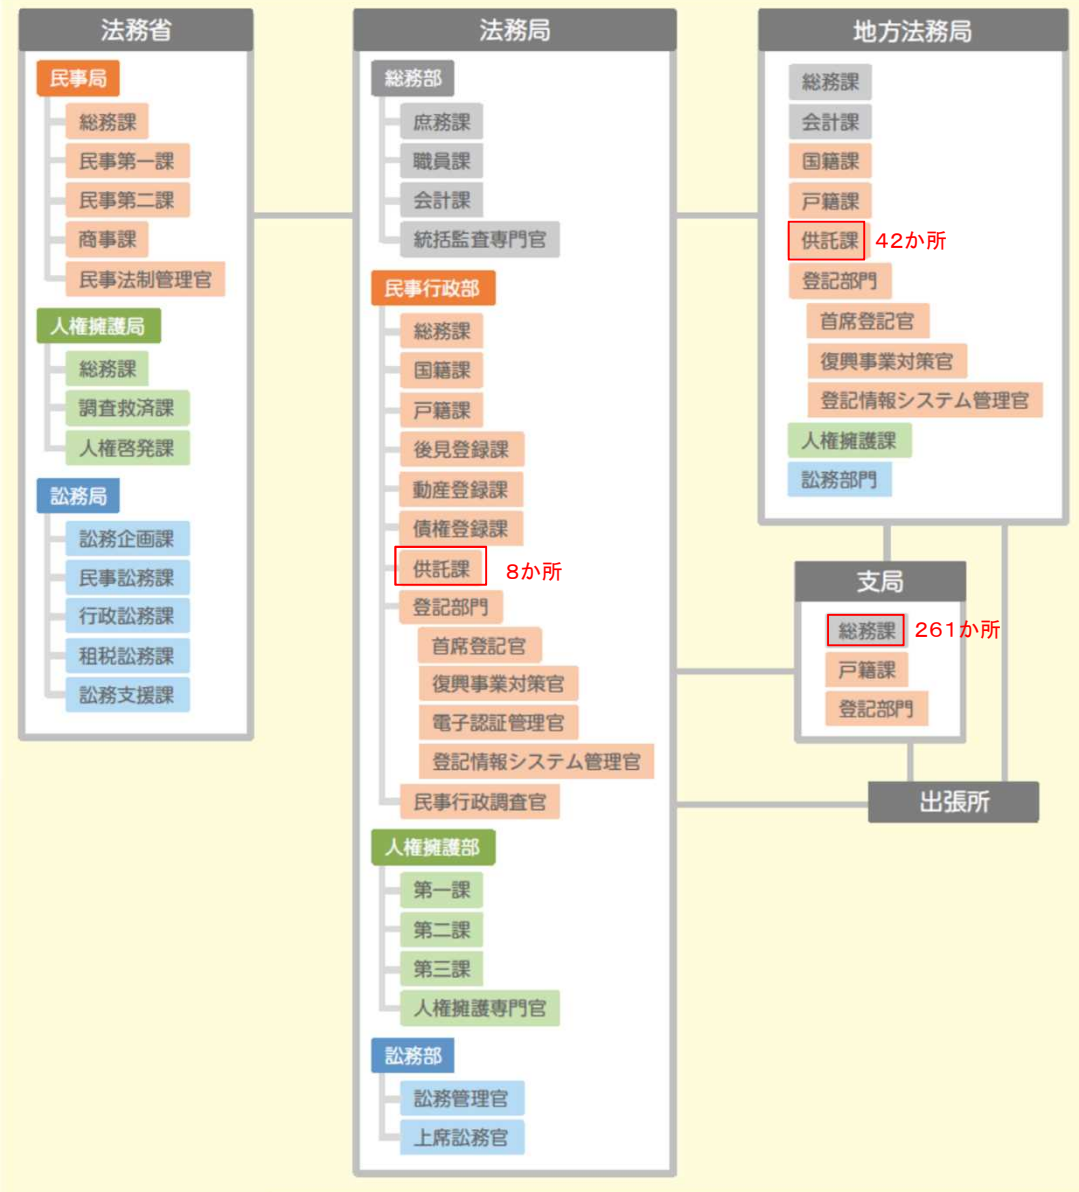 法務省
民事局
総務課
民事第一課
民事第二課
商事課
民事法制管理官
人権擁護局
総務課
調査救済課
人権啓発課
訟務局
訟務企画課
民事訟務課
行政訟務課
租税訟務課
訟務支援課
法務局
総務部
庶務課
職員課
会計課
統括監査専門官
民事行政部
総務課
国籍課
戸籍課
後見登録課
動産登録課
債権登録課
供託課 8か所
登記部門
首席登記官
復興事業対策官
電子認証管理官
登記情報システム管理官
民事行政調査官
人権擁護部
第一課
第二課
第三課
人権擁護専門官
訟務部
訟務管理官
上席訟務官
地方法務局
総務課
会計課
国籍課
戸籍課
供託課 42か所
登記部門
首席登記官
復興事業対策官
登記情報システム管理官
人権擁護課
訟務部門
支局
総務課 261か所
戸籍課
登記部門
出張所